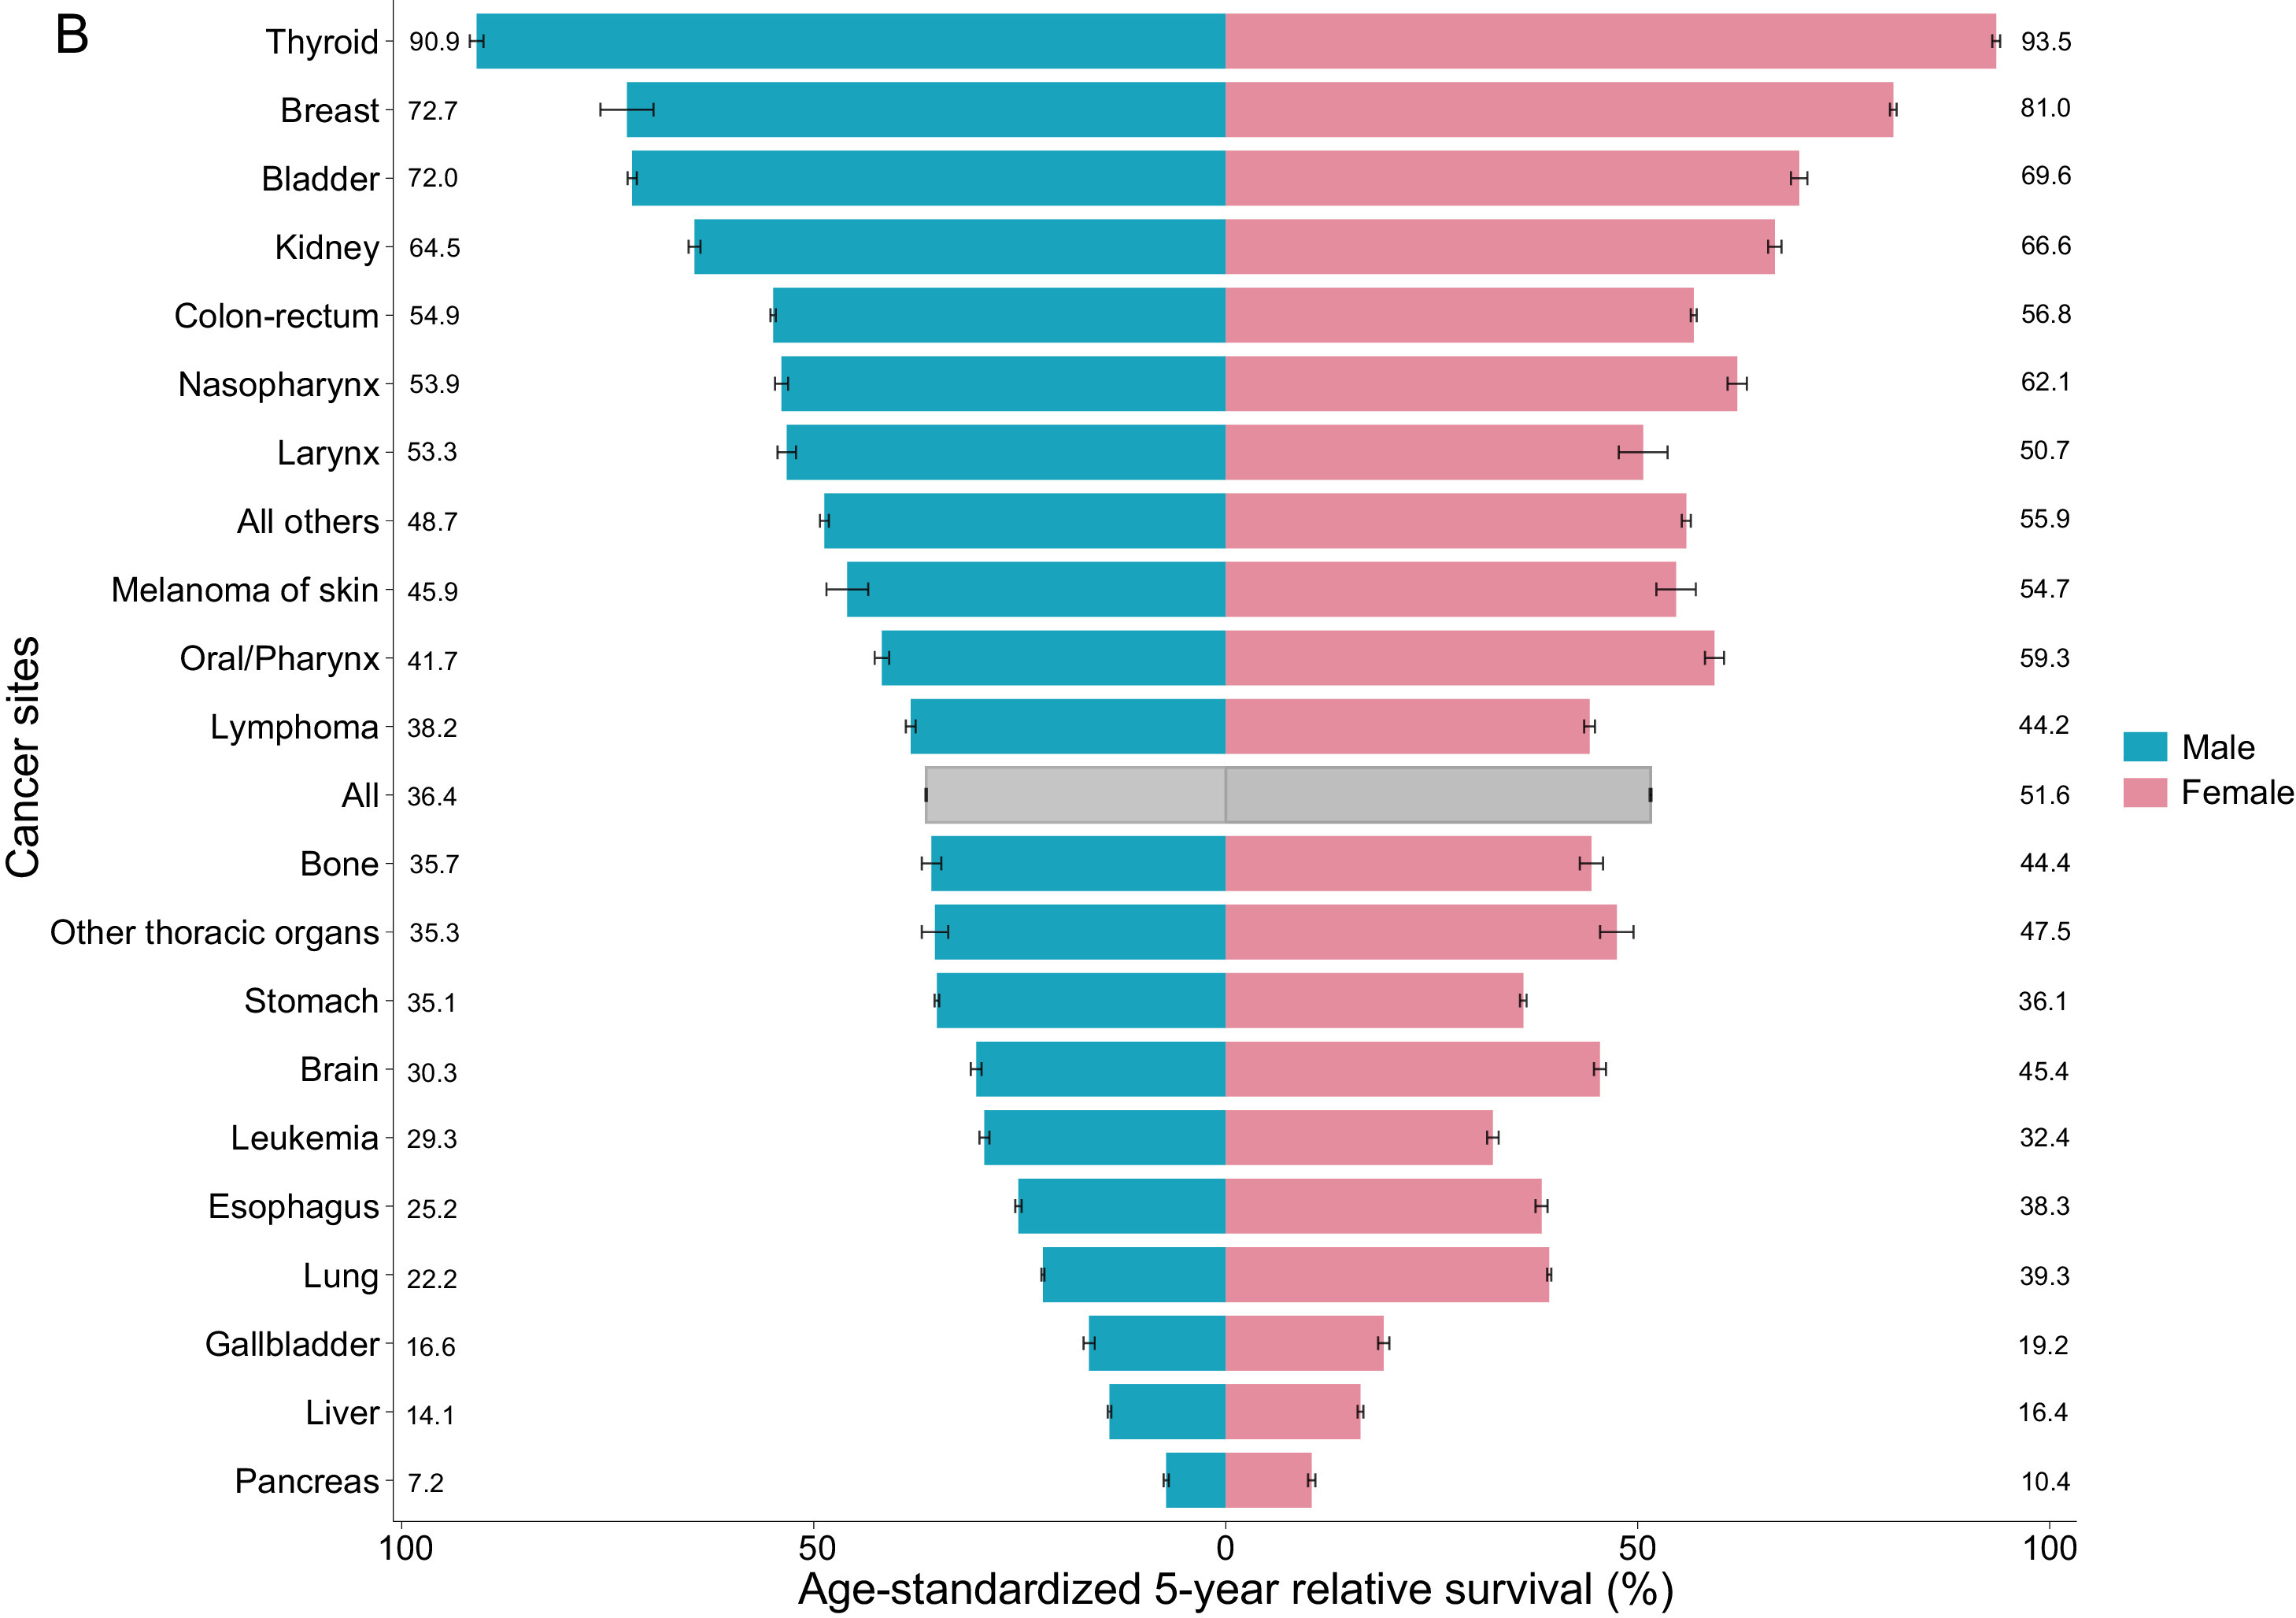 B
Thyroid 90.9 93.5
Breast 72.7 81.0
Bladder 72.0 69.6
Kidney 64.5 66.6
Colon-rectum 54.9 56.8
Nasopharynx 53.9 62.1
Larynx 53.3 50.7
All others 48.7 55.9
Melanoma of skin 45.9 54.7
Oral/Pharynx 41.7 59.3
Lymphoma 38.2 44.2
All 36.4 51.6
Bone 35.7 44.4
Other thoracic organs 35.3 47.5
Stomach 35.1 36.1
Brain 30.3 45.4
Leukemia 29.3 32.4
Esophagus 25.2 38.3
Lung 22.2 39.3
Gallbladder 16.6 19.2
Liver 14.1 16.4
Pancreas 7.2 10.4
Cancer sites
100 50 0 50 100
Age-standardized 5-year relative survival (%)
Male
Female